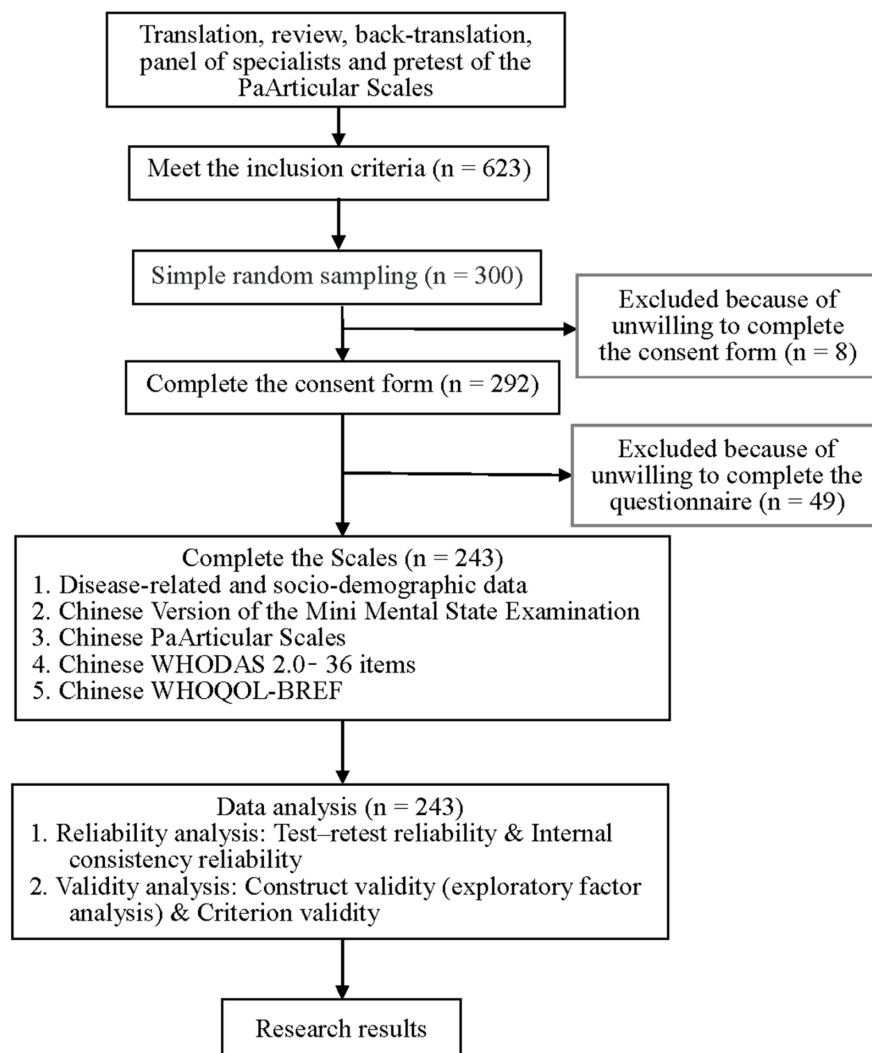 Translation, review, back-translation,
panel of specialists and pretest of the
PaArticular Scales
Meet the inclusion criteria (n = 623)
Simple random sampling (n = 300)
Excluded because of
unwilling to complete
the consent form (n = 8)
Complete the consent form (n = 292)
Excluded because of
unwilling to complete the
questionnaire (n = 49)
Complete the Scales (n = 243)
1. Disease-related and socio-demographic data
2. Chinese Version of the Mini Mental State Examination
3. Chinese PaArticular Scales
4. Chinese WHODAS 2.0- 36 items
5. Chinese WHOQOL-BREF
Data analysis (n = 243)
1. Reliability analysis: Test–retest reliability & Internal
consistency reliability
2. Validity analysis: Construct validity (exploratory factor
analysis) & Criterion validity
Research results